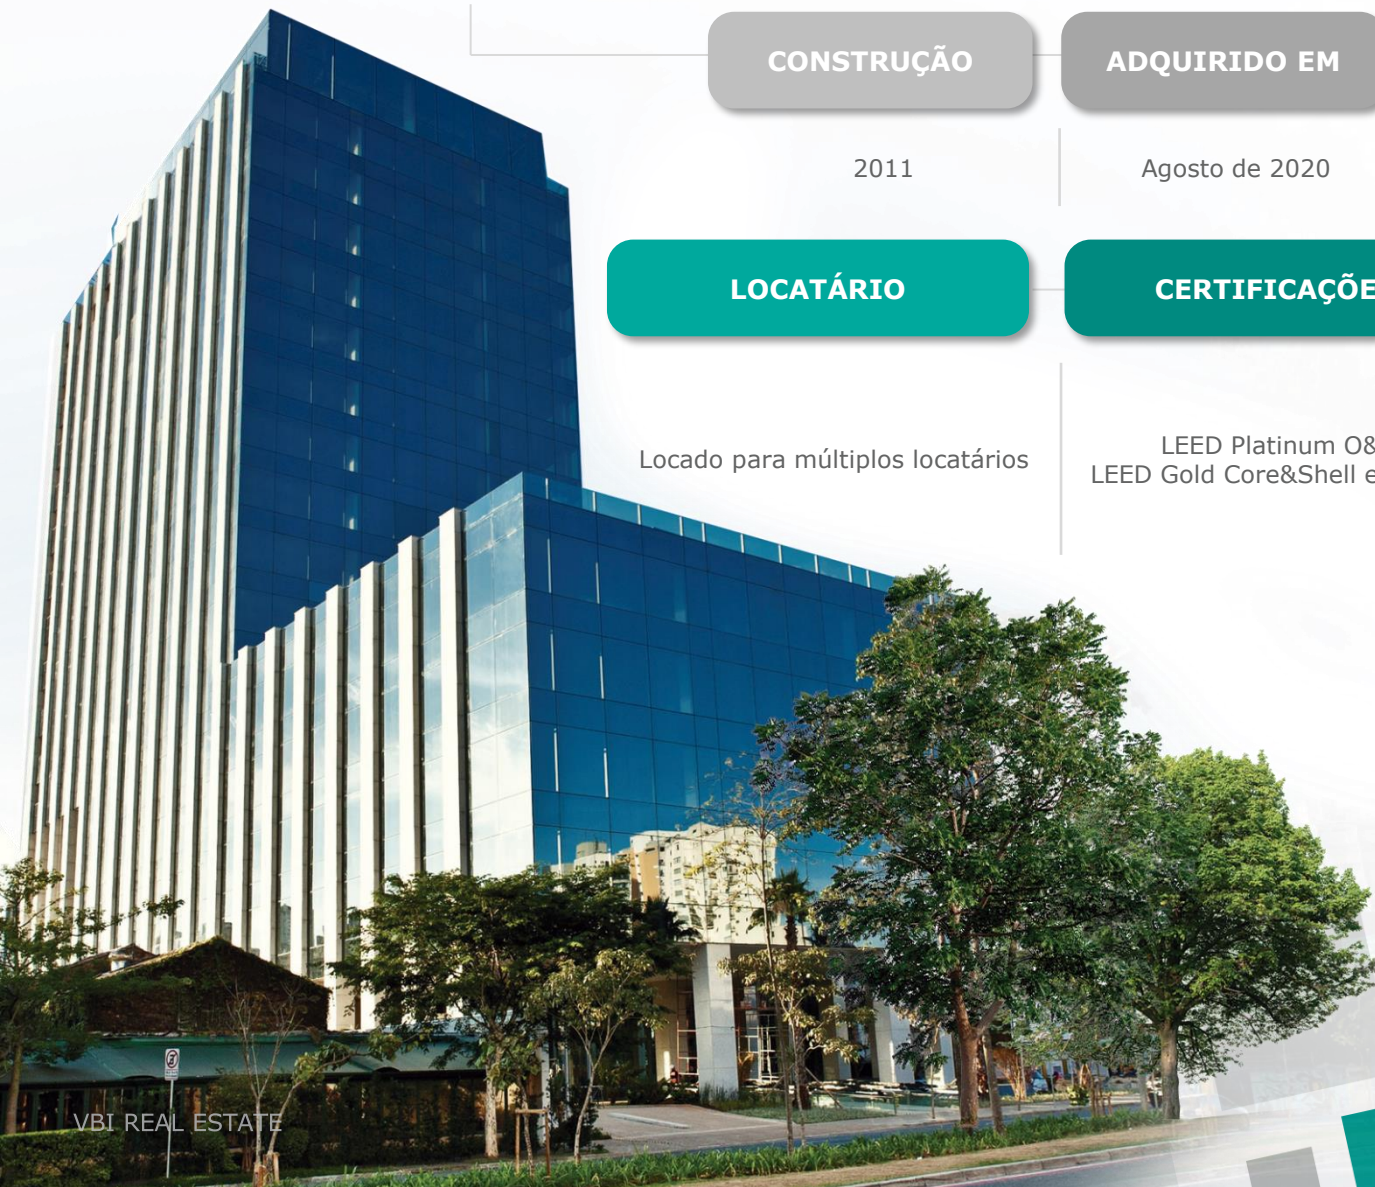 CONSTRUÇÃO
ADQUIRIDO EM
2011
Agosto de 2020
LOCATÁRIO
CERTIFICAÇÕE
Locado para múltiplos locatários
LEED Platinum O&
LEED Gold Core&Shell e
VBI REAL ESTATE